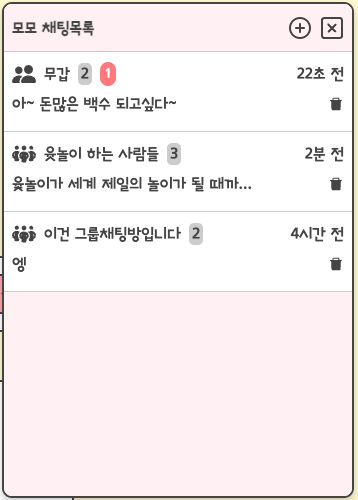 모모 채팅목록
무갑 2 1 22초 전
아~ 돈많은 백수 되고싶다~
윷놀이 하는 사람들 3 2분 전
윷놀이가 세계 제일의 놀이가 될 때까...
이건 그룹채팅방입니다 2 4시간 전
엥